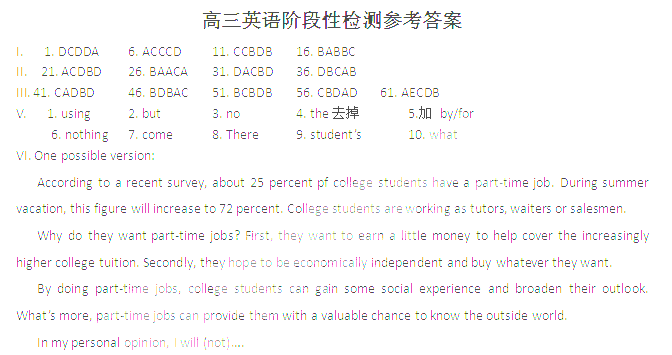 高三英语阶段性检测参考答案
I. 1. DCDDA 6. ACCCD 11. CCBDB 16. BABBC
II. 21. ACDBD 26. BAACA 31. DACBD 36. DBCAB
III. 41. CADBD 46. BDBAC 51. BCBDB 56. CBDAD 61. AECDB
V. 1. using 2. but 3. no 4. the 去掉 5.加 by/for
6. nothing 7. come 8. There 9. student's 10. what
VI. One possible version:
According to a recent survey, about 25 percent pf college students have a part-time job. During summer
vacation, this figure will increase to 72 percent. College students are working as tutors, waiters or salesmen.
Why do they want part-time jobs? First, they want to earn a little money to help cover the increasingly
higher college tuition. Secondly, they hope to be economically independent and buy whatever they want.
By doing part-time jobs, college students can gain some social experience and broaden their outlook.
What's more, part-time jobs can provide them with a valuable chance to know the outside world.
In my personal opinion, I will (not)....